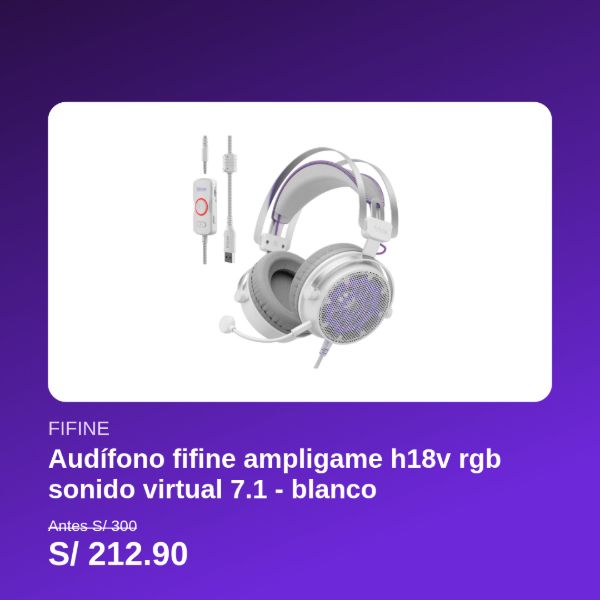 FIFINE
Audífono fifine ampligame h18v rgb
sonido virtual 7.1 - blanco
Antes S/ 300
S/ 212.90